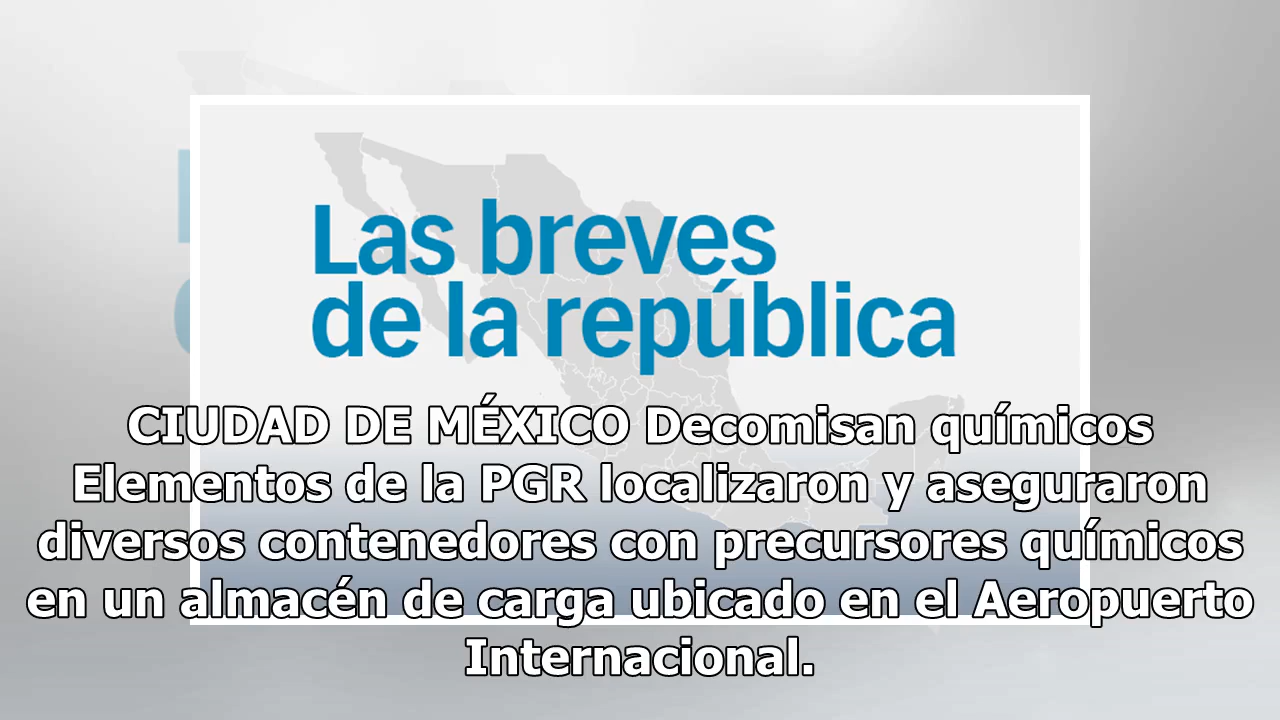 Las breves
de la república
CIUDAD DE MÉXICO Decomisan químicos
Elementos de la PGR localizaron y aseguraron
diversos contenedores con precursores químicos
en un almacén de carga ubicado en el Aeropuerto
Internacional.